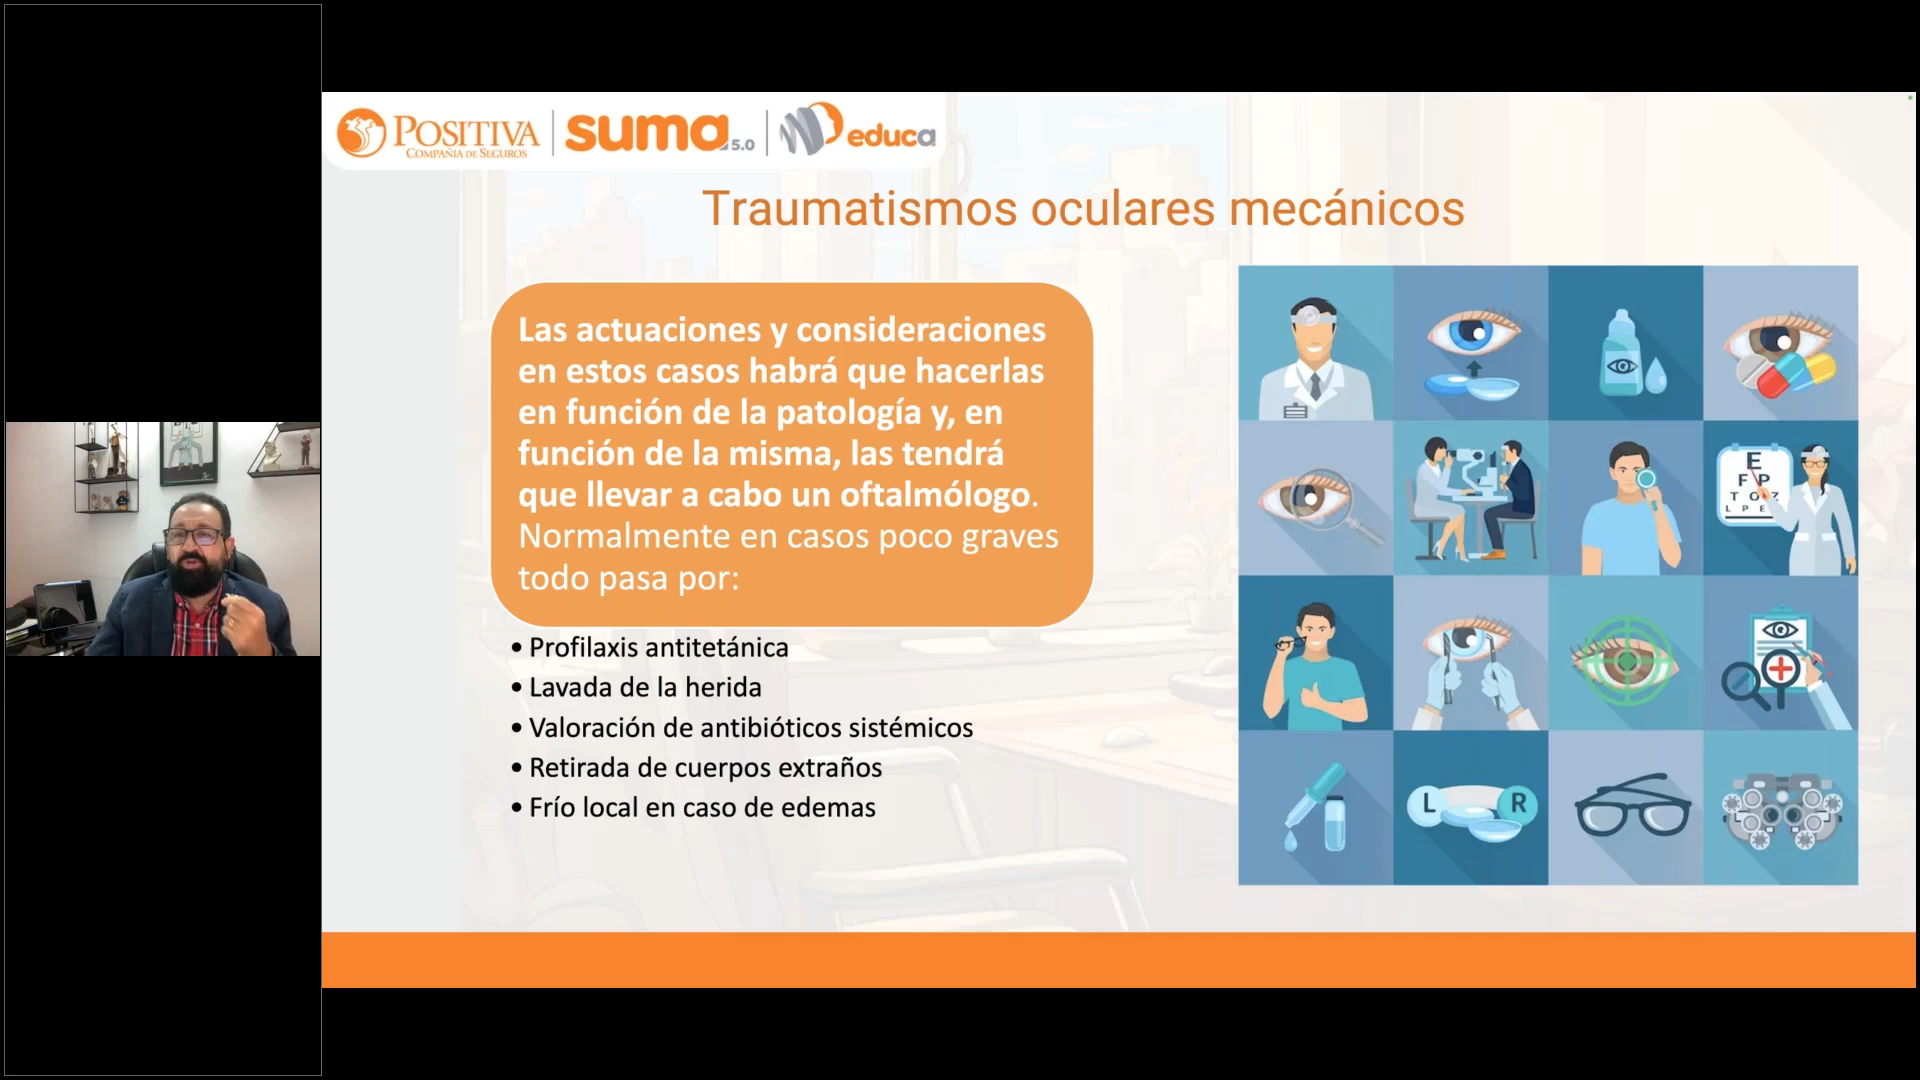 POSITIVA
COMPAÑIA DE SEGUROS
suma 5.0
educa
Traumatismos oculares mecánicos
Las actuaciones y consideraciones
en estos casos habrá que hacerlas
en función de la patología y, en
función de la misma, las tendrá
que llevar a cabo un oftalmólogo.
Normalmente en casos poco graves
todo pasa por:
• Profilaxis antitetánica
• Lavada de la herida
• Valoración de antibióticos sistémicos
• Retirada de cuerpos extraños
• Frío local en caso de edemas
E
F P
T O Z
L P E
L R